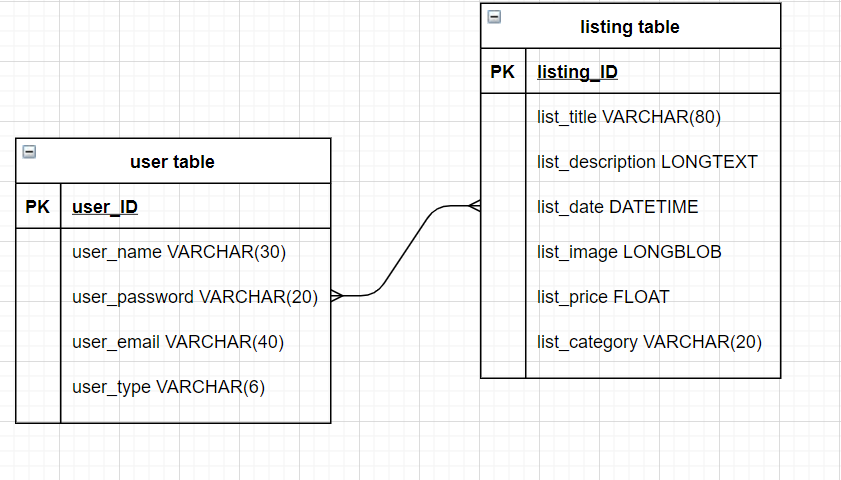 user table
PK user_ID
user_name VARCHAR(30)
user_password VARCHAR(20)
user_email VARCHAR(40)
user_type VARCHAR(6)
listing table
PK listing_ID
list_title VARCHAR(80)
list_description LONGTEXT
list_date DATETIME
list_image LONGBLOB
list_price FLOAT
list_category VARCHAR(20)